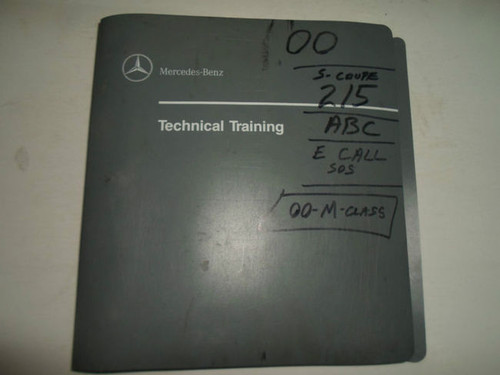 '00
Mercedes-Benz
S-COUPE
215
Technical Training
ABC
E CALL
SOS
00-M-CLASS